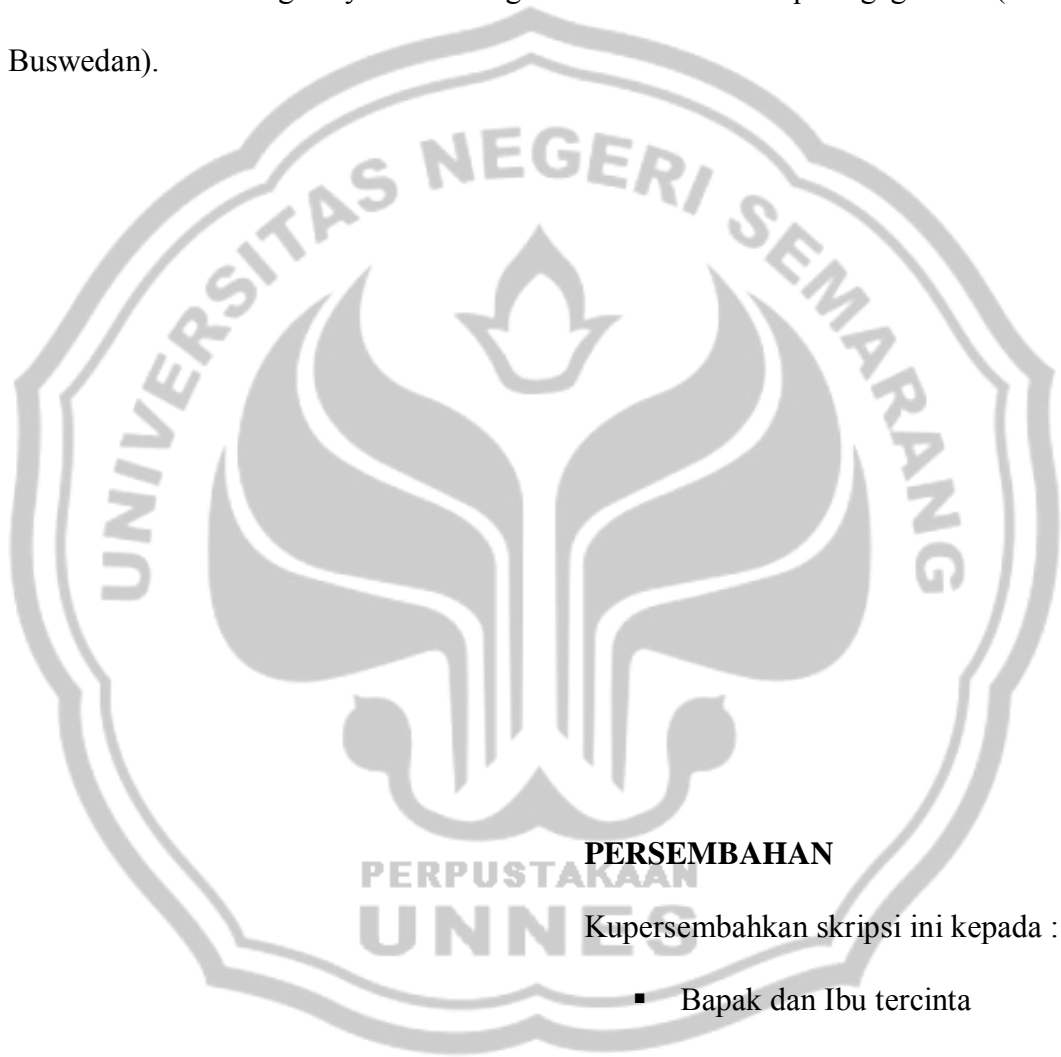 Buswedan).
UNIVERSITAS NEGERI SEMARANG
PERPUSTAKAAN
UNNES
PERSEMBAHAN
Kupersembahkan skripsi ini kepada :
▪ Bapak dan Ibu tercinta